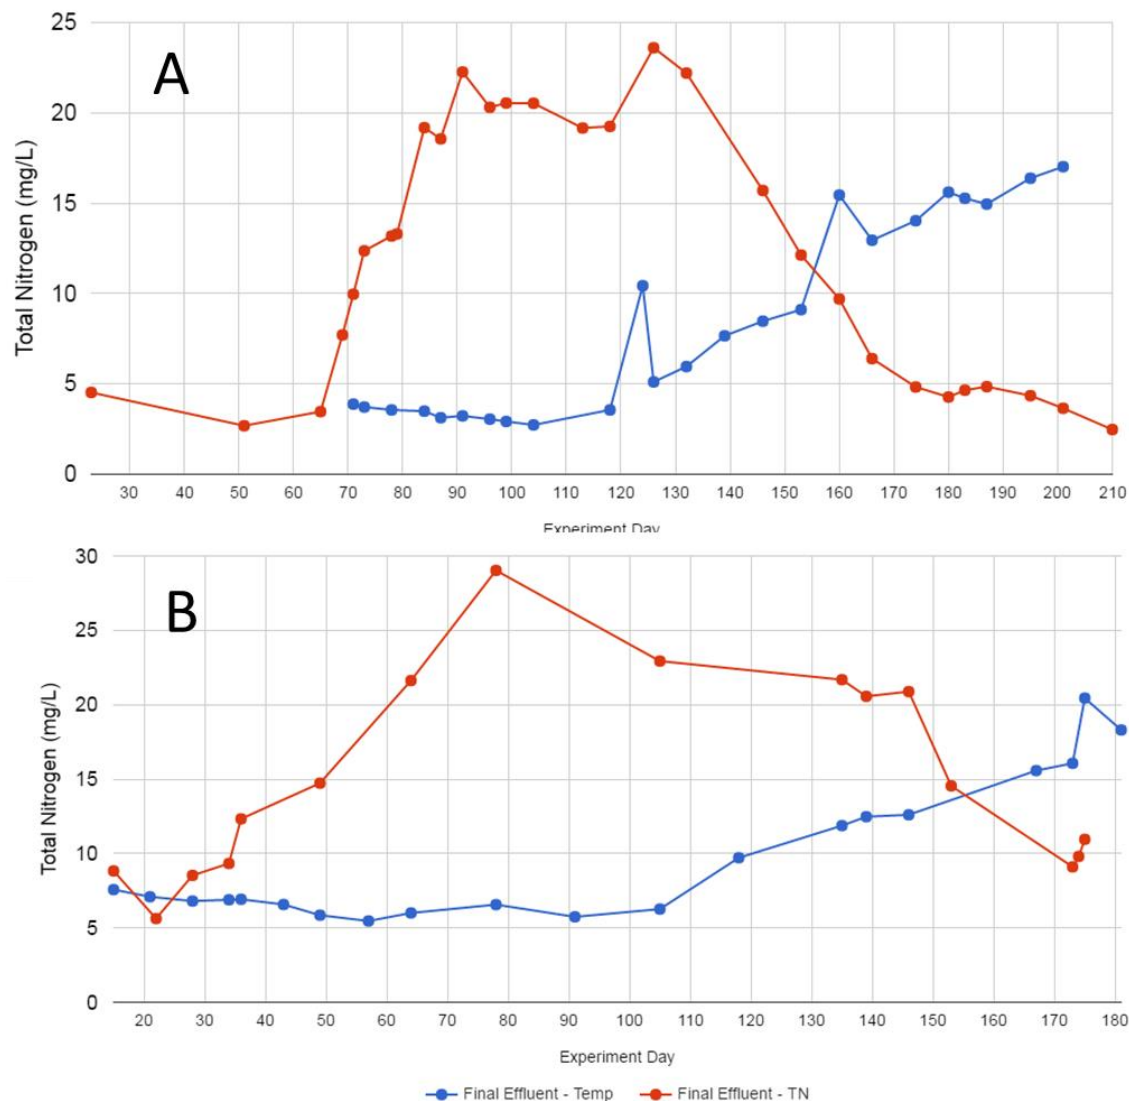 A
Total Nitrogen (mg/L)
25
20
15
10
5
0
30 40 50 60 70 80 90 100 110 120 130 140 150 160 170 180 190 200 210
Experiment Day
B
Total Nitrogen (mg/L)
30
25
20
15
10
5
0
20 30 40 50 60 70 80 90 100 110 120 130 140 150 160 170 180
Experiment Day
Final Effluent - Temp Final Effluent - TN